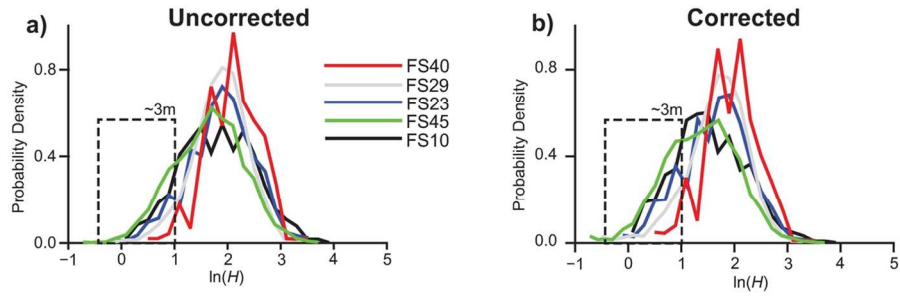 a) Uncorrected
Probability Density
0.8
0.4
0.0
~3m
FS40
FS29
FS23
FS45
FS10
−1 0 1 2 3 4 5
ln(H)
b) Corrected
Probability Density
0.8
0.4
0.0
~3m
−1 0 1 2 3 4 5
ln(H)